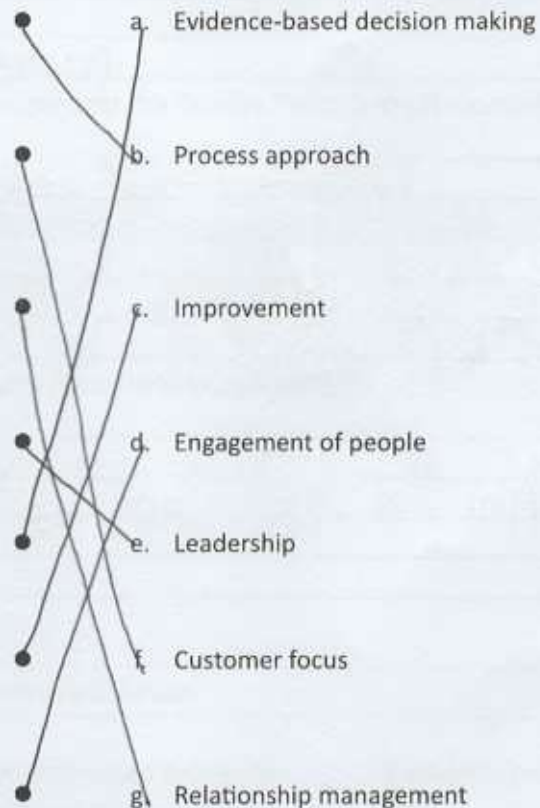 a. Evidence-based decision making
b. Process approach
c. Improvement
d. Engagement of people
e. Leadership
f. Customer focus
g. Relationship management